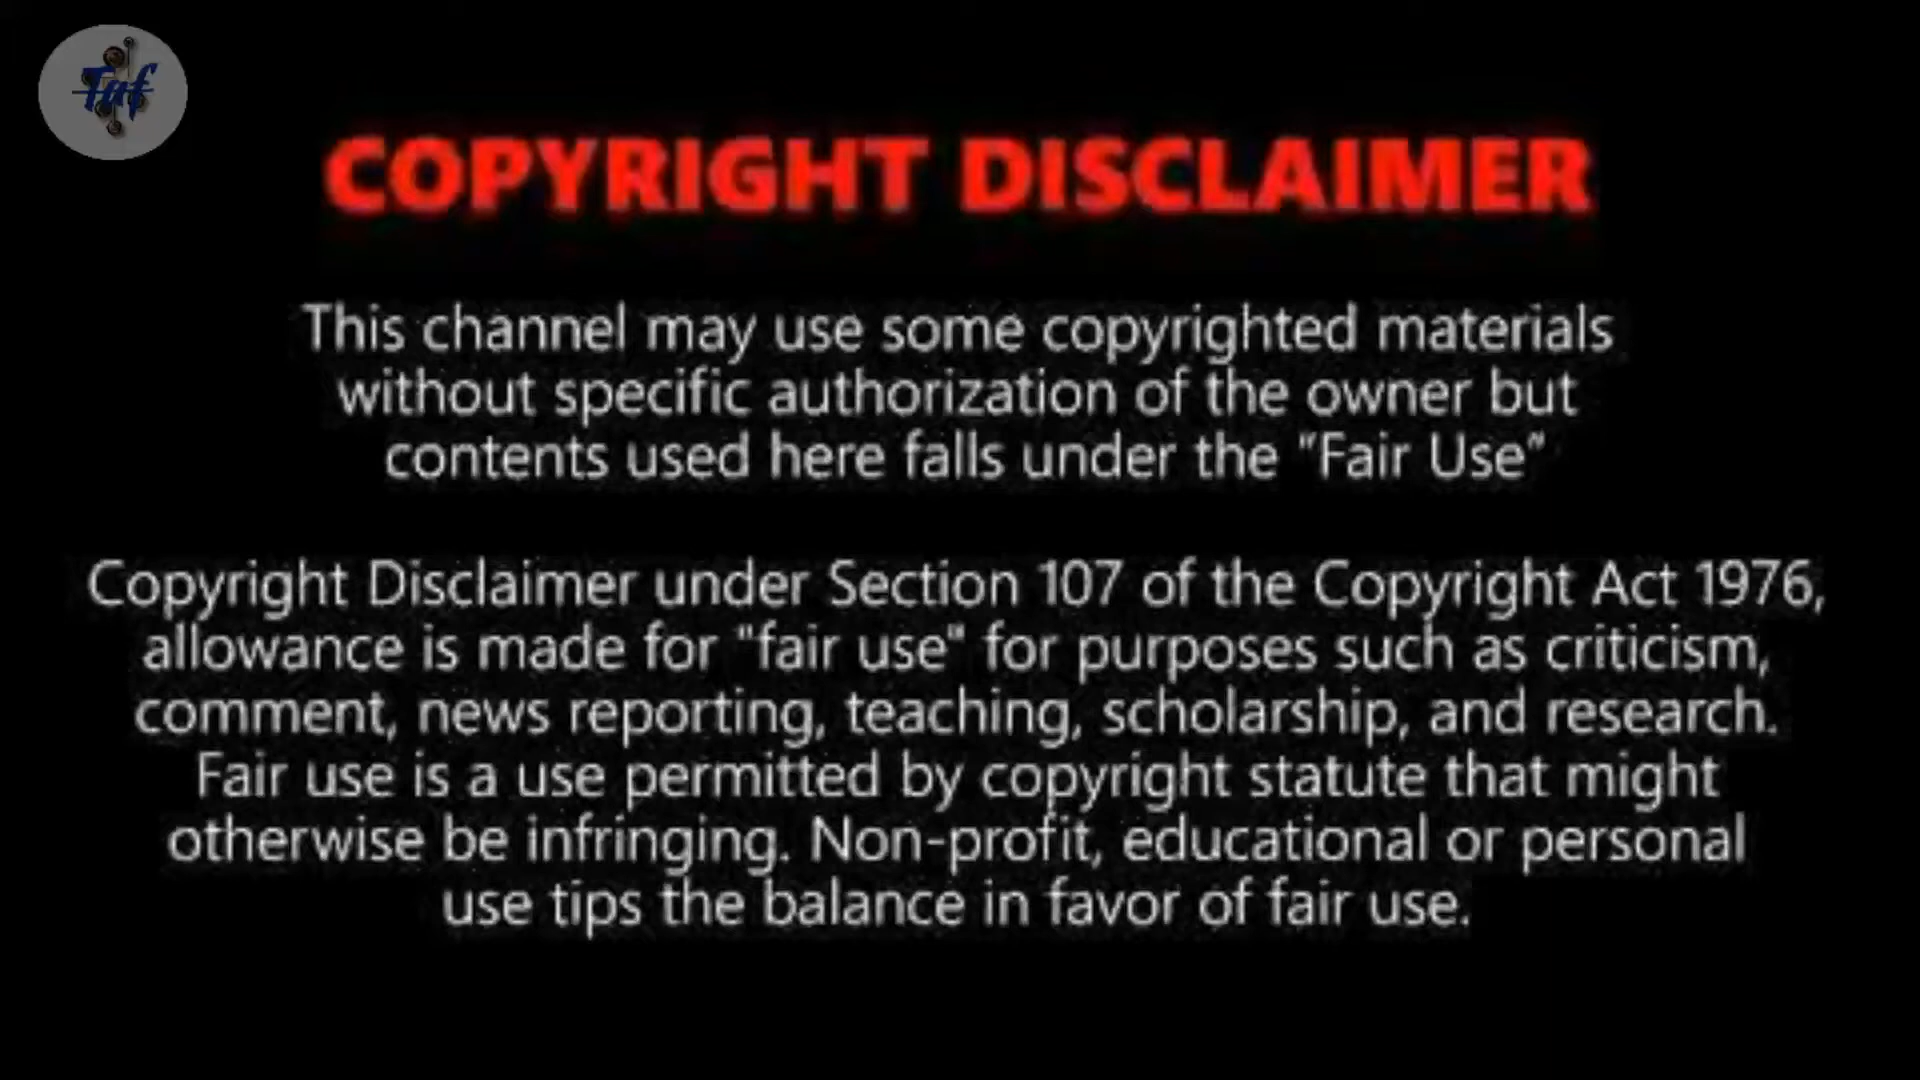 Taf
COPYRIGHT DISCLAIMER
This channel may use some copyrighted materials
without specific authorization of the owner but
contents used here falls under the "Fair Use"
Copyright Disclaimer under Section 107 of the Copyright Act 1976,
allowance is made for "fair use" for purposes such as criticism,
comment, news reporting, teaching, scholarship, and research.
Fair use is a use permitted by copyright statute that might
otherwise be infringing. Non-profit, educational or personal
use tips the balance in favor of fair use.